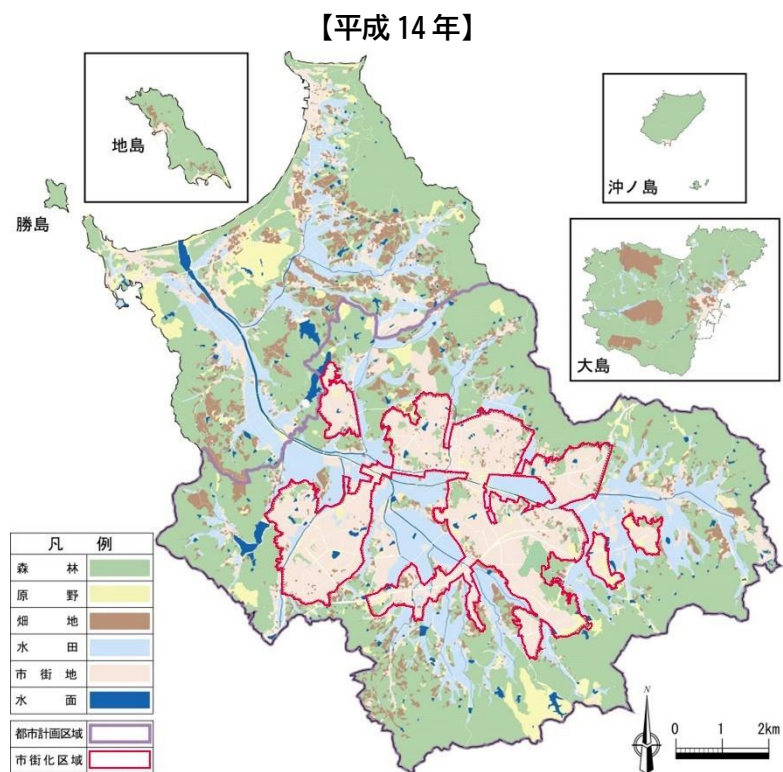 【平成14年】
地島
勝島
沖ノ島
大島
凡 例
森 林
原 野
畑 地
水 田
市 街 地
水 面
都市計画区域
市街化区域
N
0 1 2km